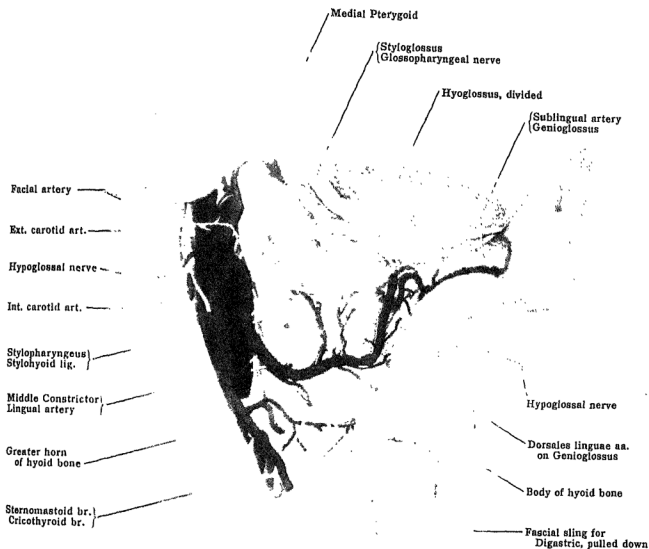 Medial Pterygoid
Styloglossus
Glossopharyngeal nerve
Hyoglossus, divided
Sublingual artery
Genioglossus
Facial artery
Ext. carotid art.
Hypoglossal nerve
Int. carotid art.
Stylopharyngeus
Stylohyoid lig.
Middle Constrictor
Lingual artery
Greater horn
of hyoid bone
Sternomastoid br.
Cricothyroid br.
Hypoglossal nerve
Dorsales linguae aa.
on Genioglossus
Body of hyoid bone
Fascial sling for
Digastric, pulled down